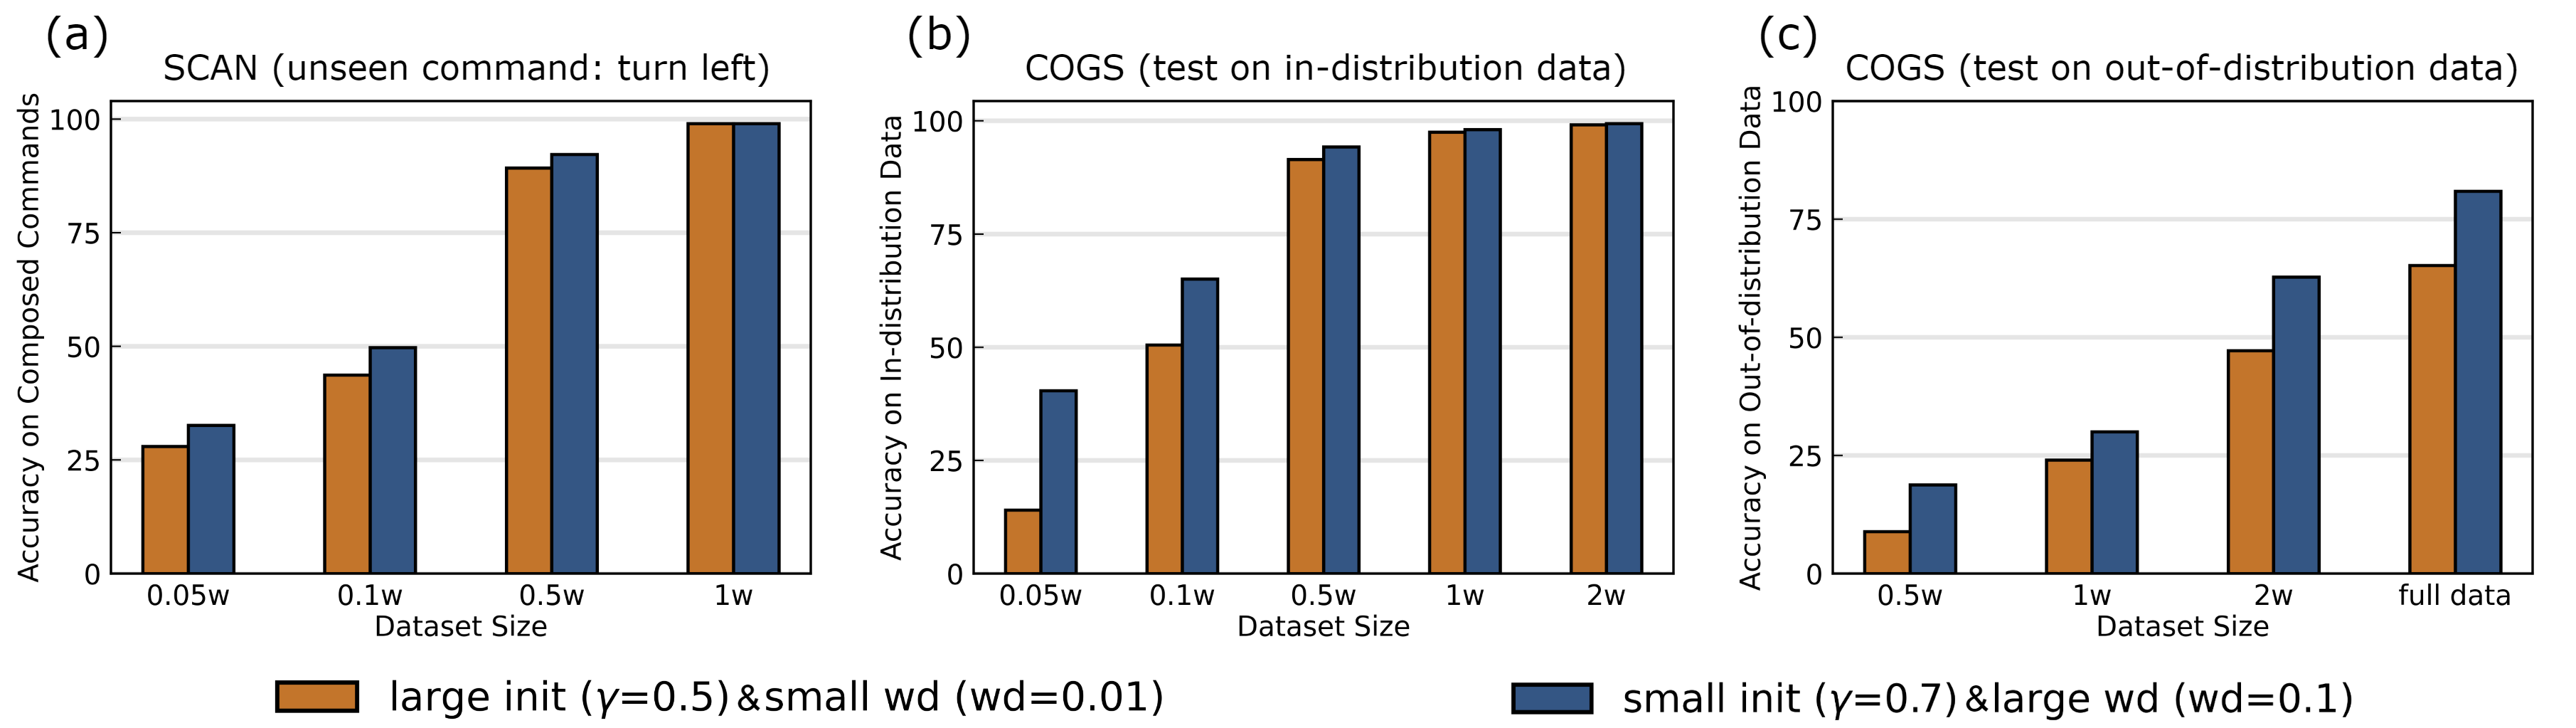 (a)
SCAN (unseen command: turn left)
Accuracy on Composed Commands
100
75
50
25
0
0.05w 0.1w 0.5w 1w
Dataset Size
(b)
COGS (test on in-distribution data)
Accuracy on In-distribution Data
100
75
50
25
0
0.05w 0.1w 0.5w 1w 2w
Dataset Size
(c)
COGS (test on out-of-distribution data)
Accuracy on Out-of-distribution Data
100
75
50
25
0
0.5w 1w 2w full data
Dataset Size
large init (γ=0.5)&small wd (wd=0.01)
small init (γ=0.7)&large wd (wd=0.1)